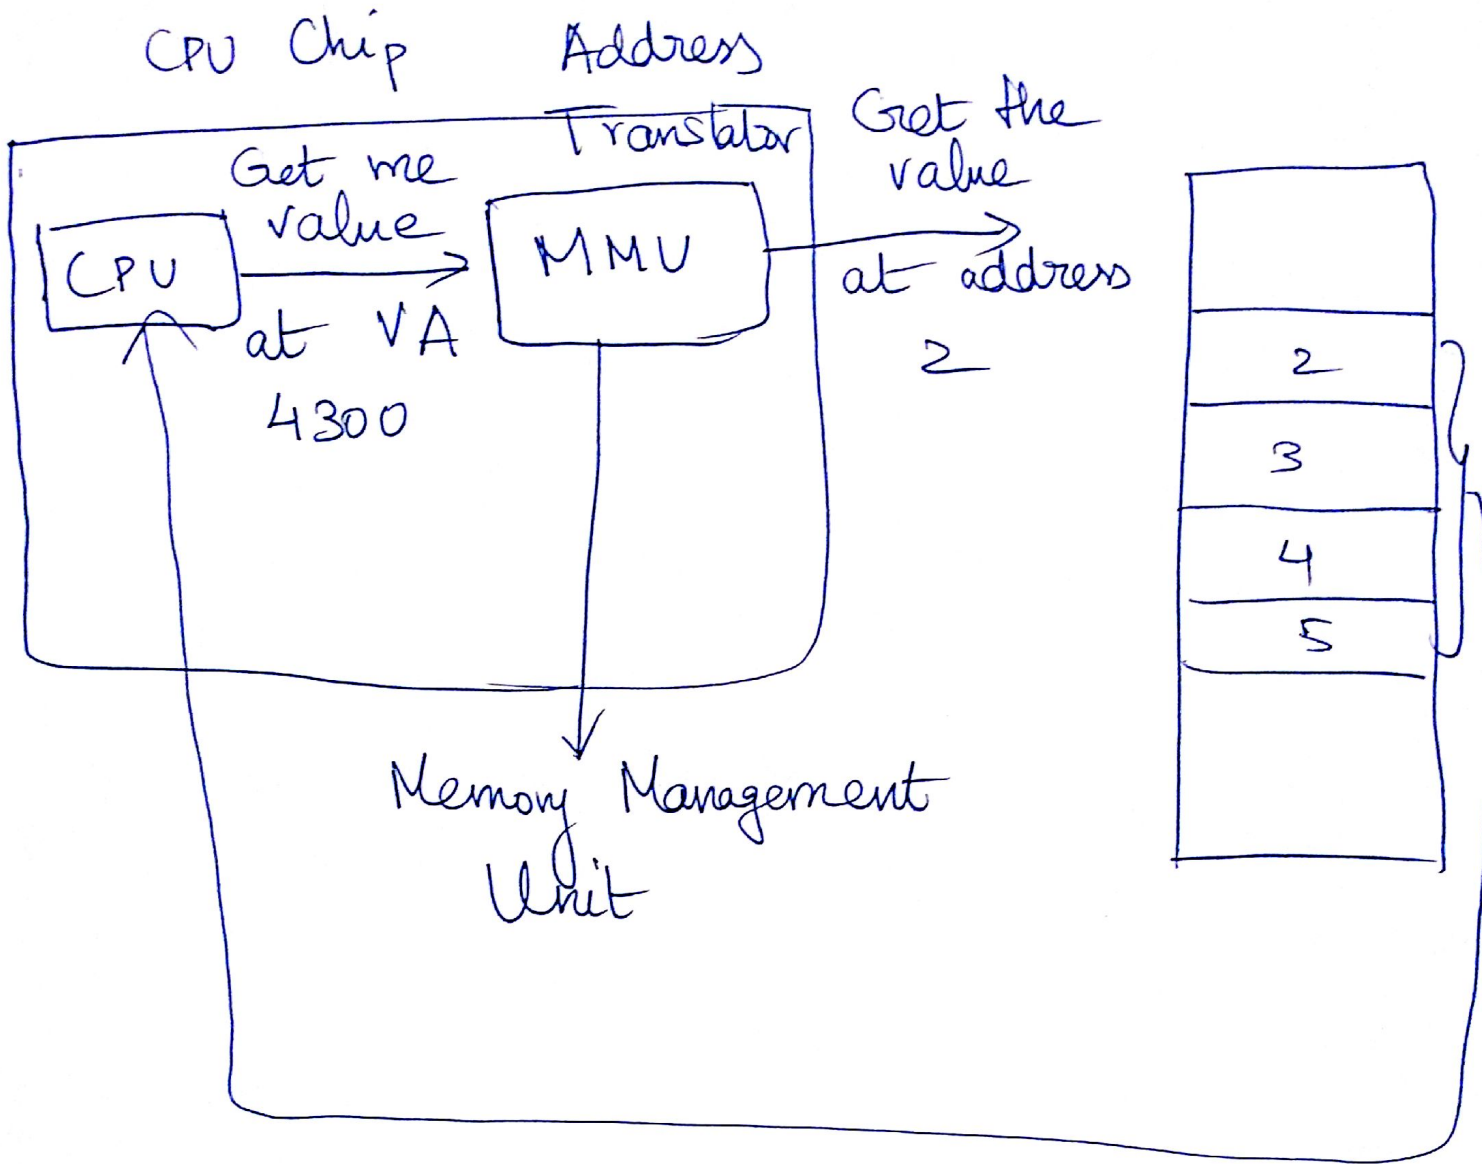 CPU Chip
Address
Translator
Get me
value
at VA
4300
CPU
MMU
Get the
value
at address
2
2
3
4
5
Memory Management
Unit